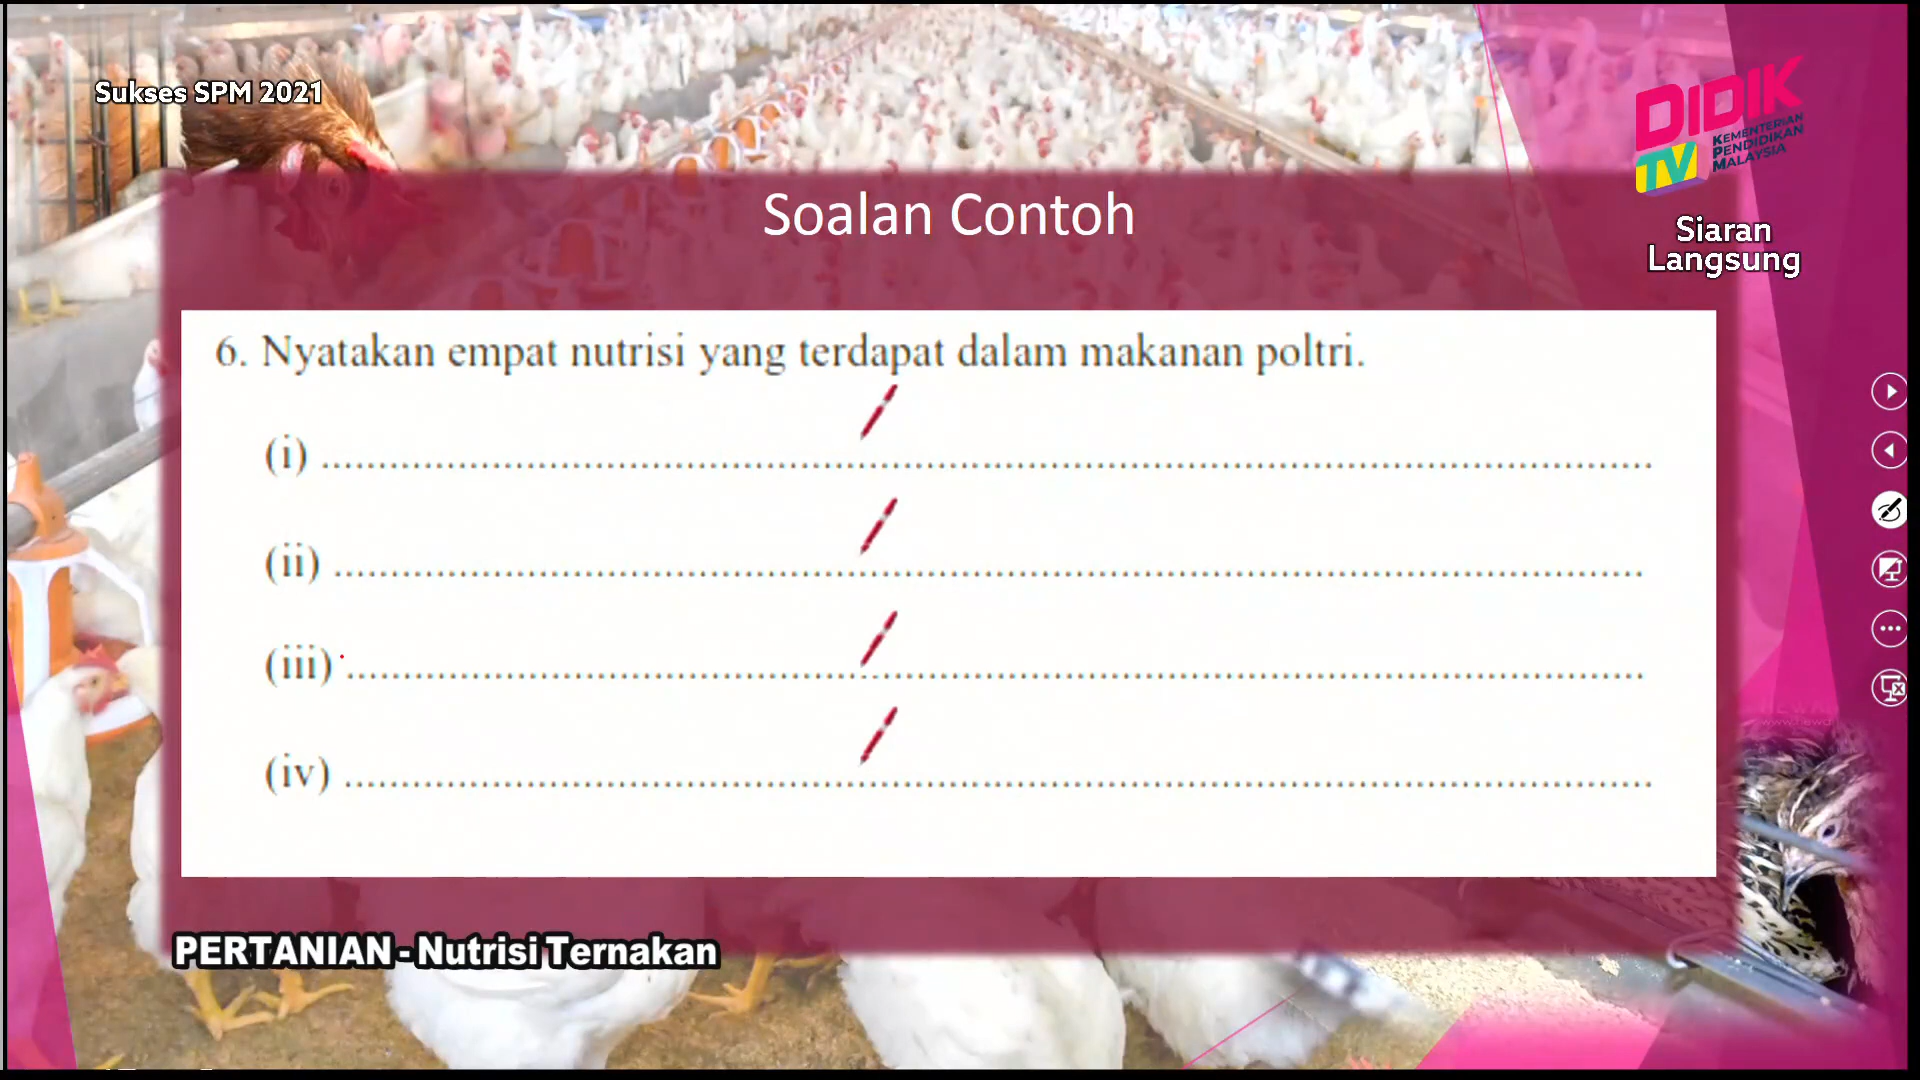 Sukses SPM 2021
DIDIK
TV
KEMENTERIAN
PENDIDIKAN
MALAYSIA
Siaran
Langsung
Soalan Contoh
6. Nyatakan empat nutrisi yang terdapat dalam makanan poltri.
(i) ........................................................................
(ii) ........................................................................
(iii) ........................................................................
(iv) ........................................................................
PERTANIAN - Nutrisi Ternakan